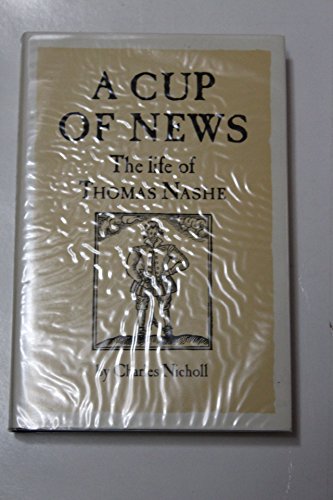 A CUP
OF NEWS
The life of
THOMAS NASHE
by Charles Nicholl